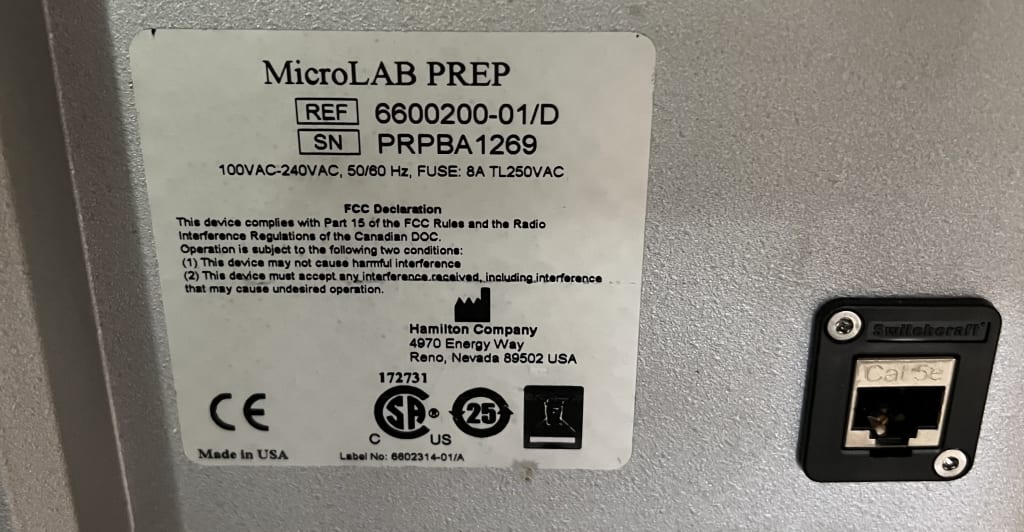 MicroLAB PREP
REF 6600200-01/D
SN PRPBA1269
100VAC-240VAC, 50/60 Hz, FUSE: 8A TL250VAC
FCC Declaration
This device complies with Part 15 of the FCC Rules and the Radio
Interference Regulations of the Canadian DOC.
Operation is subject to the following two conditions:
(1) This device may not cause harmful interference
(2) This device must accept any interference received, including interference
that may cause undesired operation.
Hamilton Company
4970 Energy Way
Reno, Nevada 89502 USA
172731
CE
C SA ® US
25
Made in USA
Label No: 6602314-01/A
Switchcraft
Cat 5e